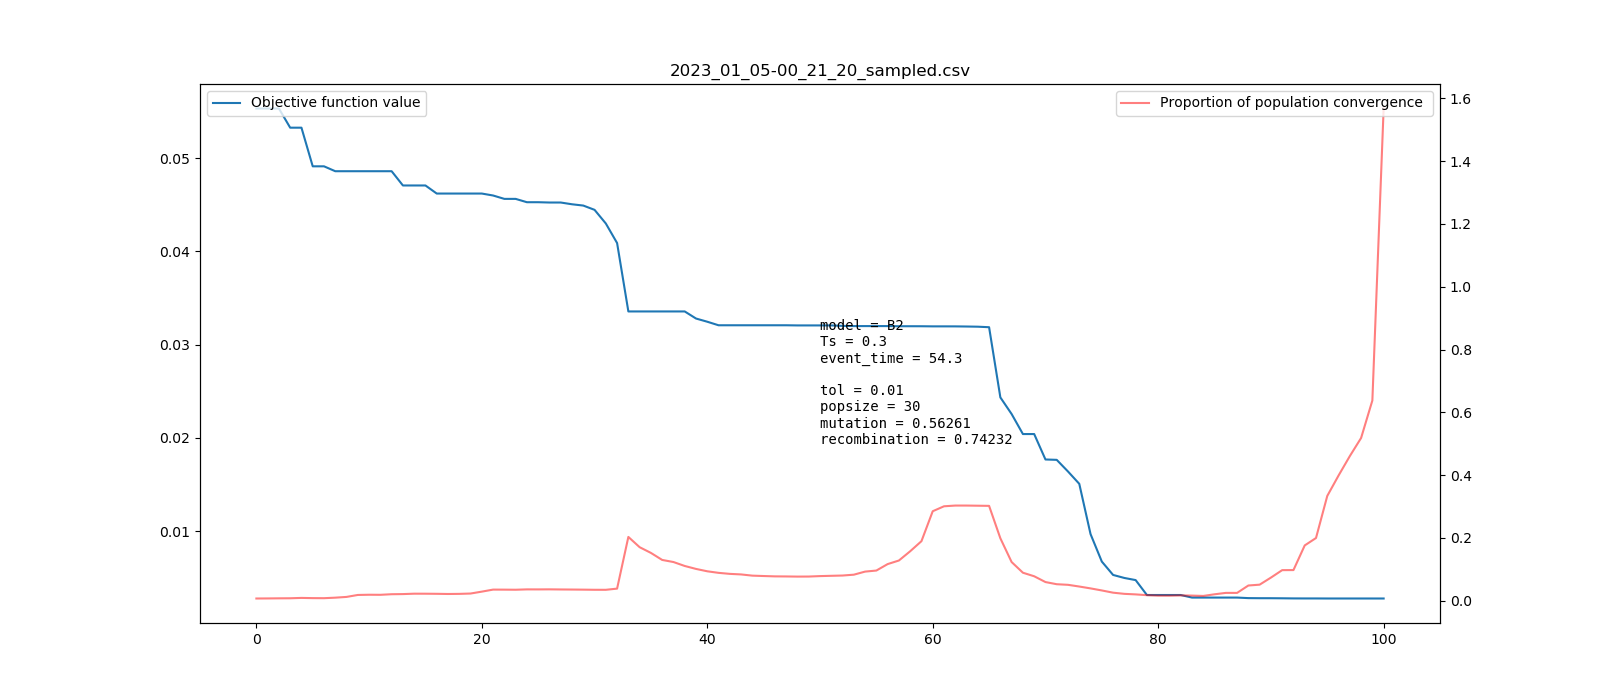 2023_01_05-00_21_20_sampled.csv
Objective function value
Proportion of population convergence
0.05
0.04
0.03
0.02
0.01
model = B2
Ts = 0.3
event_time = 54.3
tol = 0.01
popsize = 30
mutation = 0.56261
recombination = 0.74232
1.6
1.4
1.2
1.0
0.8
0.6
0.4
0.2
0.0
0 20 40 60 80 100